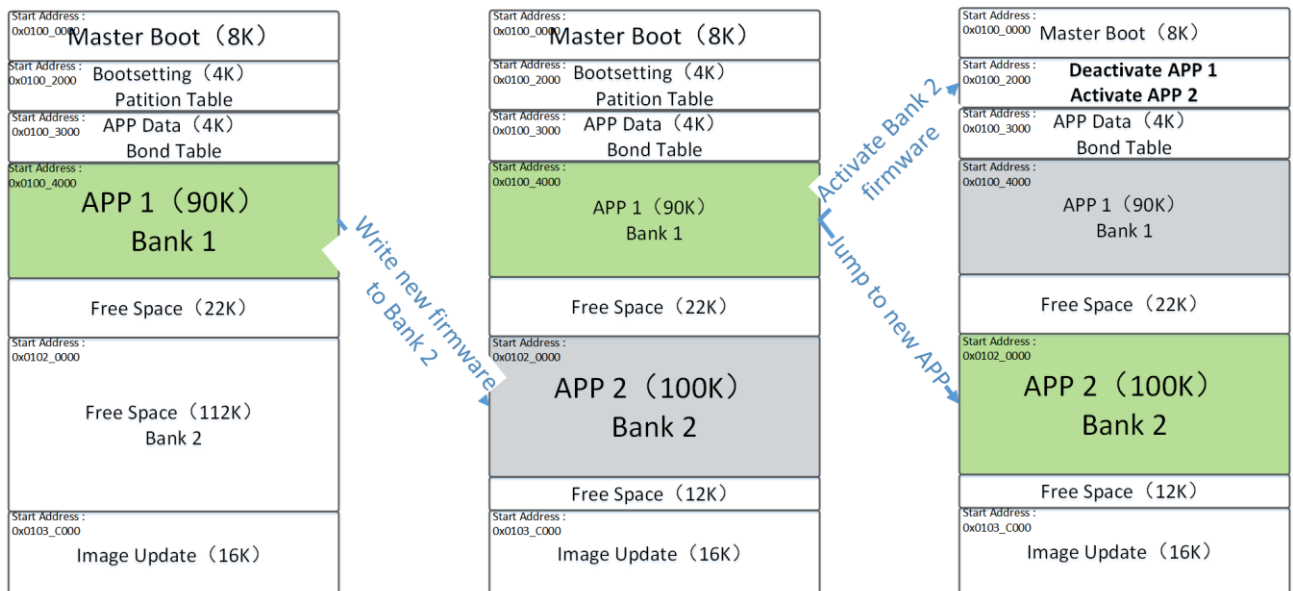 Start Address :
0x0100_0000
Master Boot（8K）
Start Address :
0x0100_2000
Bootsetting（4K）
Patition Table
Start Address :
0x0100_3000
APP Data（4K）
Bond Table
Start Address :
0x0100_4000
APP 1（90K）
Bank 1
Free Space（22K）
Start Address :
0x0102_0000
Free Space（112K）
Bank 2
Start Address :
0x0103_C000
Image Update（16K）
Write new firmware
to Bank 2
Start Address :
0x0100_0000
Master Boot（8K）
Start Address :
0x0100_2000
Bootsetting（4K）
Patition Table
Start Address :
0x0100_3000
APP Data（4K）
Bond Table
Start Address :
0x0100_4000
APP 1（90K）
Bank 1
Free Space（22K）
Start Address :
0x0102_0000
APP 2（100K）
Bank 2
Free Space（12K）
Start Address :
0x0103_C000
Image Update（16K）
Activate Bank 2
firmware
Jump to new APP
Start Address :
0x0100_0000
Master Boot（8K）
Start Address :
0x0100_2000
Deactivate APP 1
Activate APP 2
Start Address :
0x0100_3000
APP Data（4K）
Bond Table
Start Address :
0x0100_4000
APP 1（90K）
Bank 1
Free Space（22K）
Start Address :
0x0102_0000
APP 2（100K）
Bank 2
Free Space（12K）
Start Address :
0x0103_C000
Image Update（16K）